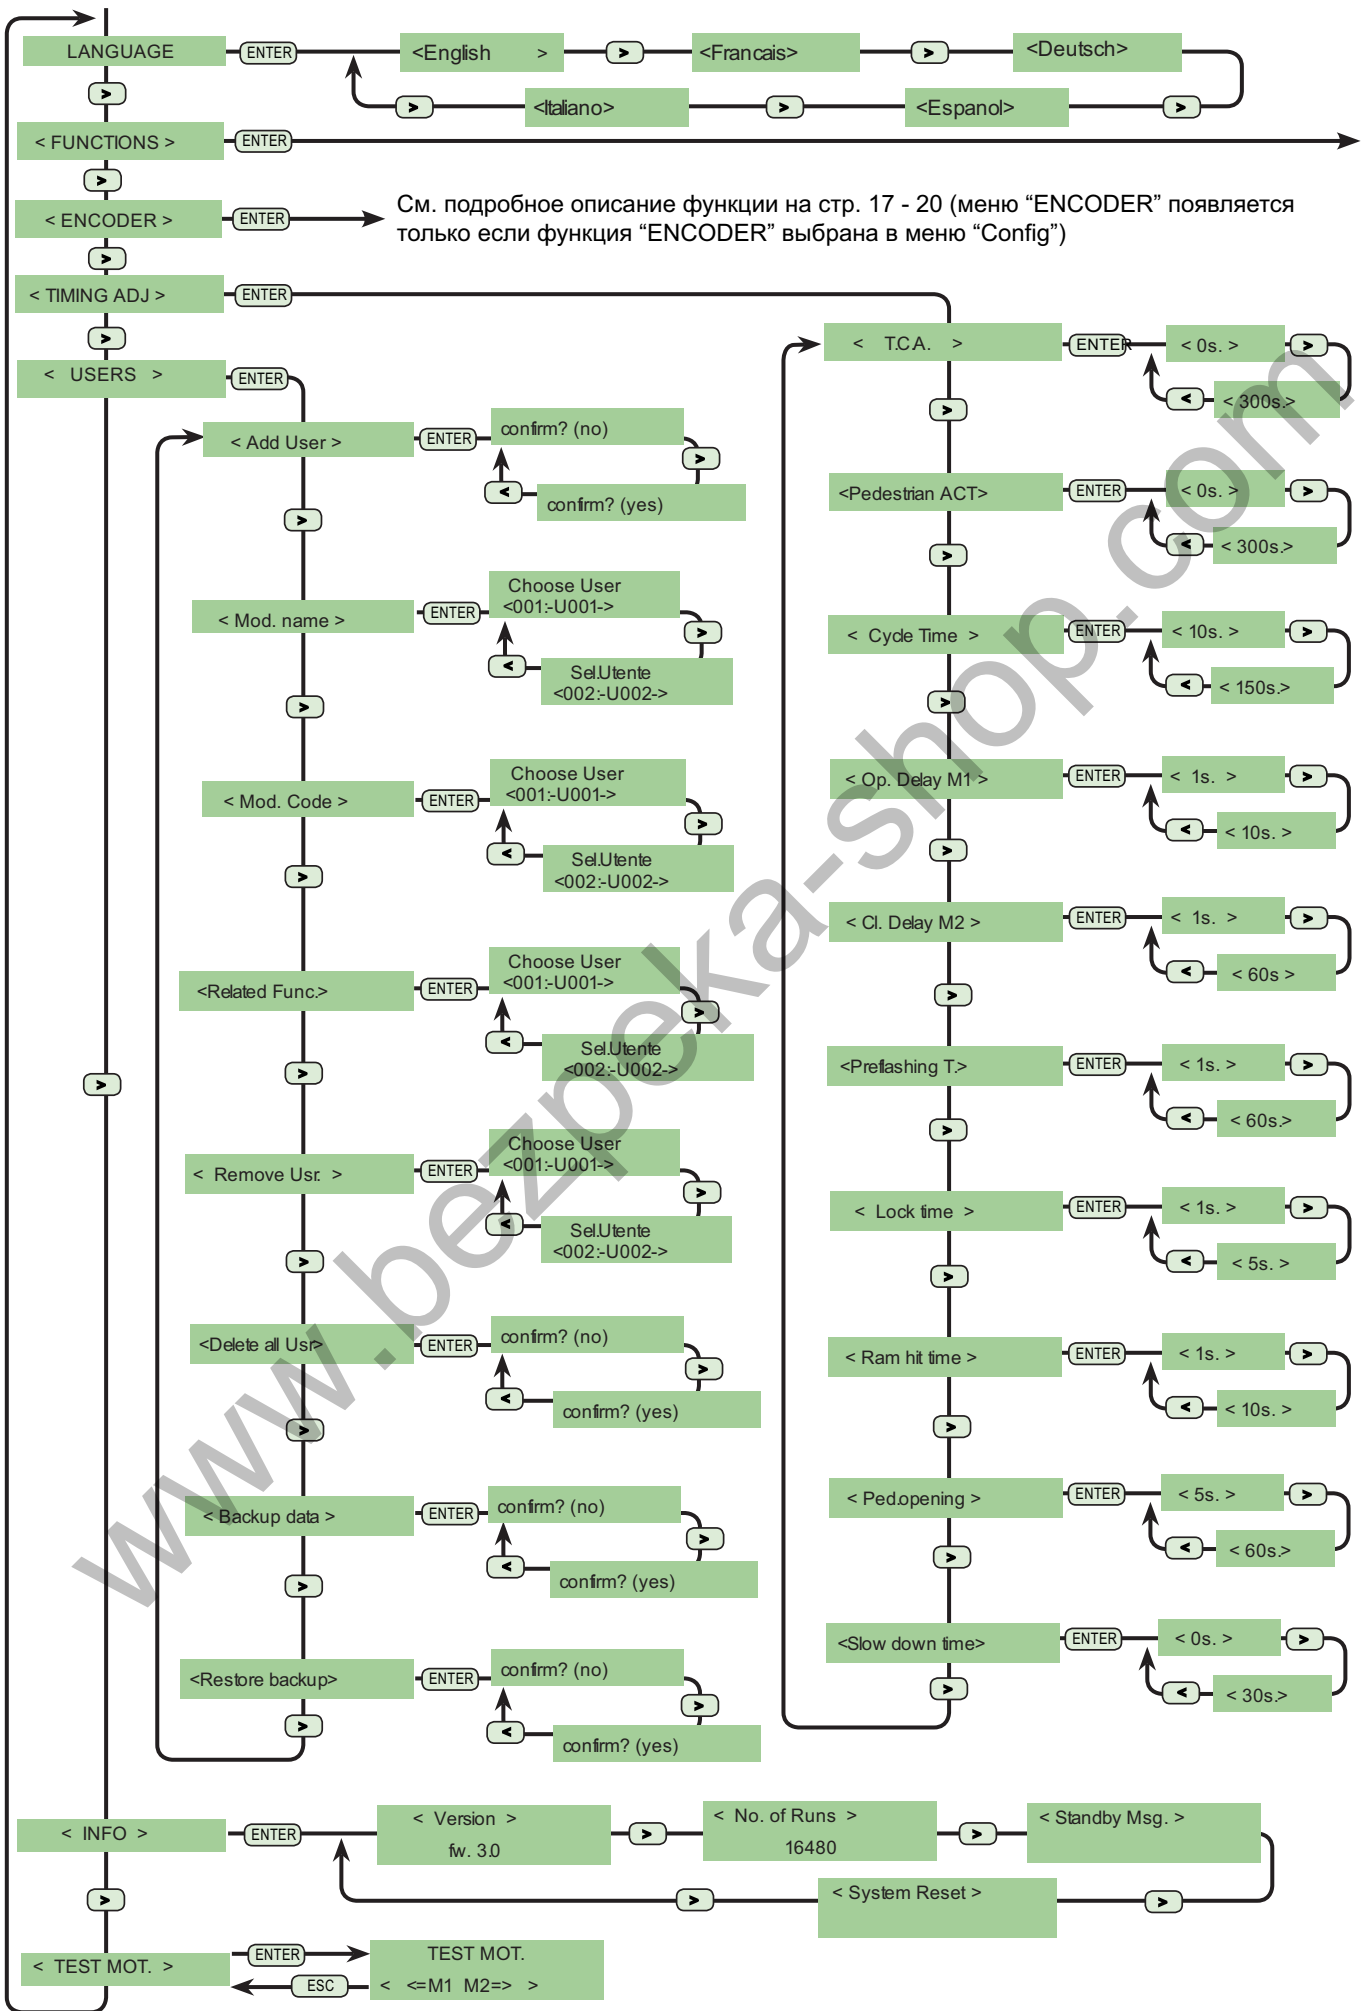 LANGUAGE ENTER <English > > <Francais> > <Deutsch>
> > <Italiano> > <Espanol> >
< FUNCTIONS > ENTER
>
< ENCODER > ENTER См. подробное описание функции на стр. 17 - 20 (меню “ENCODER” появляется
только если функция “ENCODER” выбрана в меню “Config”)
>
< TIMING ADJ > ENTER
>
< USERS > ENTER
< Add User > ENTER confirm? (no)
>
< confirm? (yes)
>
< Mod. name > ENTER Choose User
<001:-U001->
>
< Sel.Utente
<002:-U002->
>
< Mod. Code > ENTER Choose User
<001:-U001->
>
< Sel.Utente
<002:-U002->
>
<Related Func.> ENTER Choose User
<001:-U001->
>
< Sel.Utente
<002:-U002->
>
< Remove Usr. > ENTER Choose User
<001:-U001->
>
< Sel.Utente
<002:-U002->
>
<Delete all Usr> ENTER confirm? (no)
>
< confirm? (yes)
>
< Backup data > ENTER confirm? (no)
>
< confirm? (yes)
>
<Restore backup> ENTER confirm? (no)
>
< confirm? (yes)
>
< T.C.A. > ENTER < 0s. > >
< < 300s.>
>
<Pedestrian ACT> ENTER < 0s. > >
< < 300s.>
>
< Cycle Time > ENTER < 10s. > >
< < 150s.>
>
< Op. Delay M1 > ENTER < 1s. > >
< < 10s. >
>
< Cl. Delay M2 > ENTER < 1s. > >
< < 60s >
>
<Preflashing T.> ENTER < 1s. > >
< < 60s.>
>
< Lock time > ENTER < 1s. > >
< < 5s. >
>
< Ram hit time > ENTER < 1s. > >
< < 10s. >
>
< Ped.opening > ENTER < 5s. > >
< < 60s.>
>
<Slow down time> ENTER < 0s. > >
< < 30s.>
>
>
< INFO > ENTER < Version >
fw. 3.0
> < No. of Runs >
16480
> < Standby Msg. >
> < System Reset > >
>
< TEST MOT. > ENTER TEST MOT.
ESC < <=M1 M2=> >
www.bezpeka-shop.com